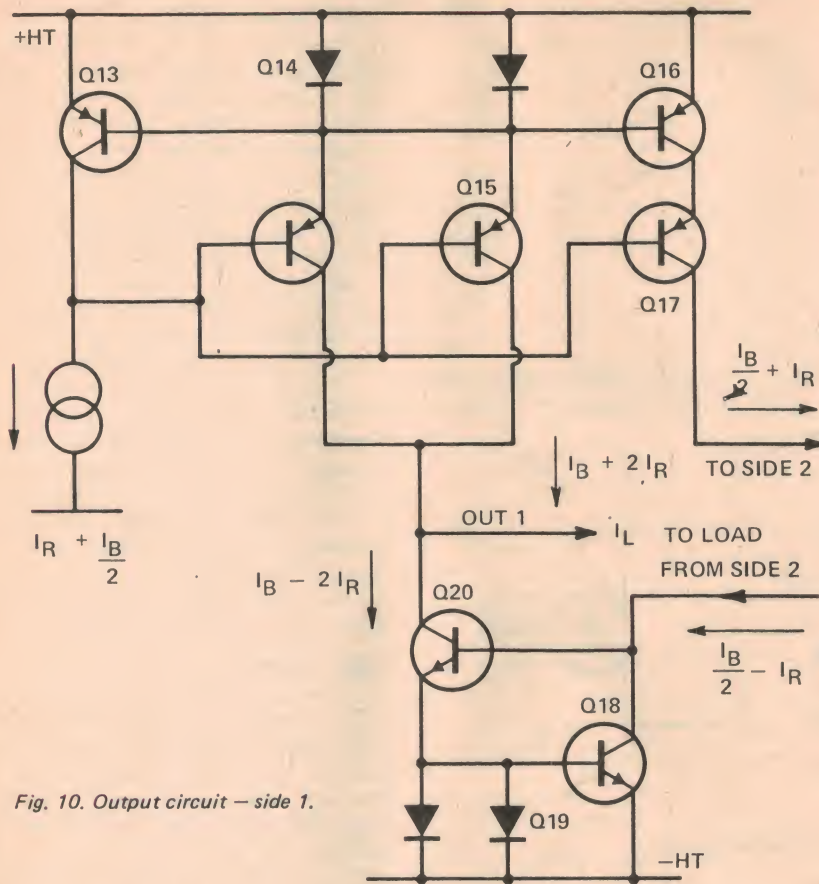 +HT
Q13
Q14
Q16
Q15
Q17
I_B/2 + I_R
TO SIDE 2
I_B + 2 I_R
OUT 1
I_L TO LOAD
FROM SIDE 2
I_R + I_B/2
I_B − 2 I_R
Q20
I_B/2 − I_R
Q18
Q19
Fig. 10. Output circuit – side 1.
−HT